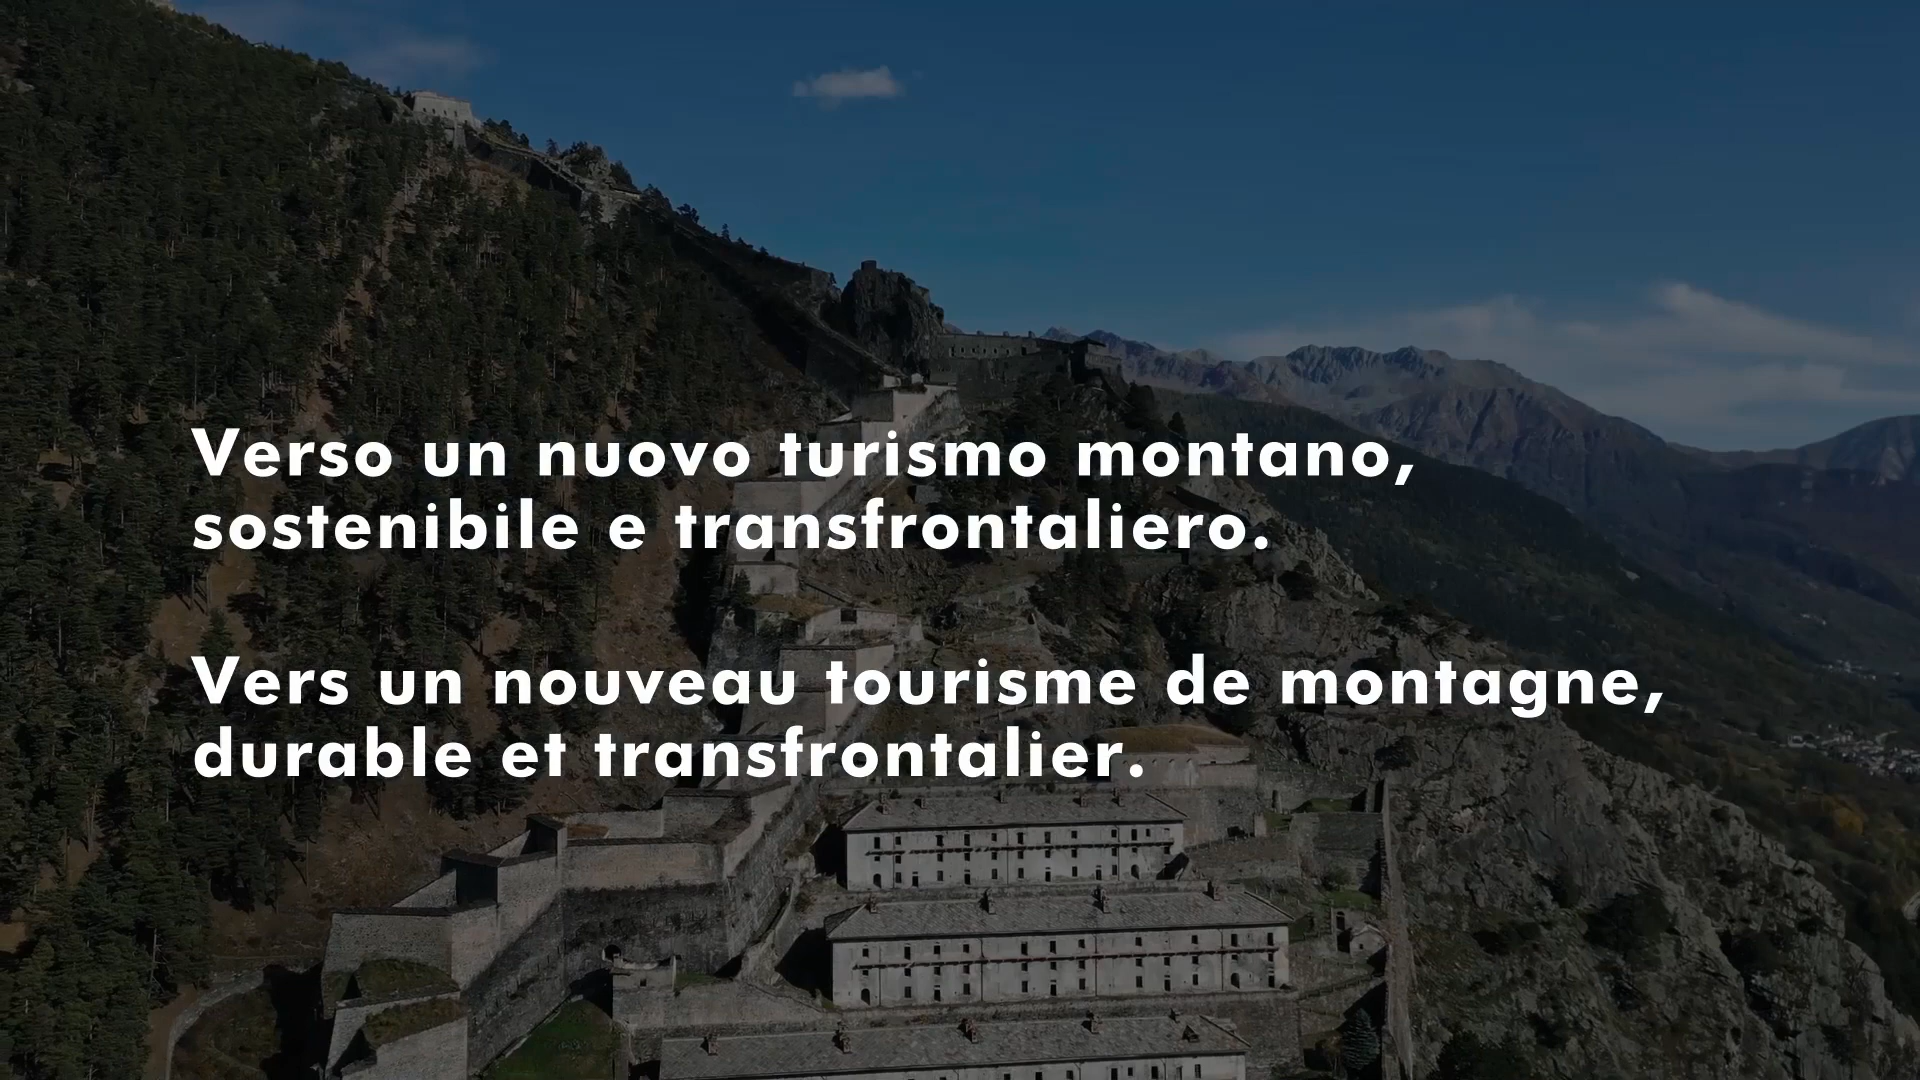 Verso un nuovo turismo montano,
sostenibile e transfrontaliero.
Vers un nouveau tourisme de montagne,
durable et transfrontalier.